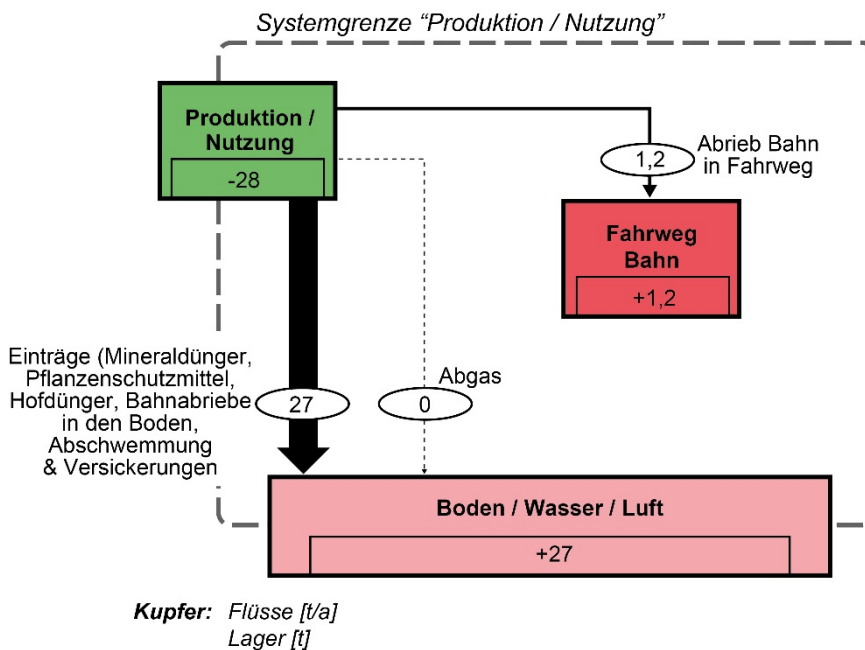 Systemgrenze “Produktion / Nutzung”
Produktion /
Nutzung
-28
1,2
Abrieb Bahn
in Fahrweg
Fahrweg
Bahn
+1,2
Einträge (Mineraldünger,
Pflanzenschutzmittel,
Hofdünger, Bahnabriebe
in den Boden,
Abschwemmung
& Versickerungen
27
Abgas
0
Boden / Wasser / Luft
+27
Kupfer: Flüsse [t/a]
Lager [t]